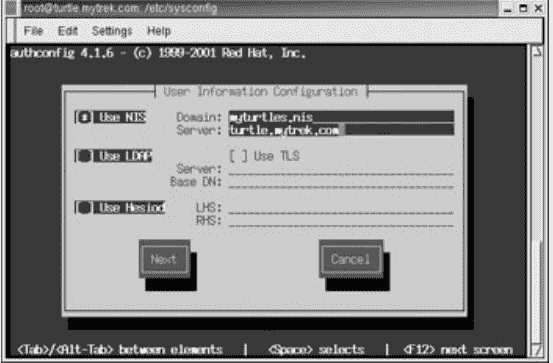 root@turtle.mytrek.com: /etc/sysconfig
File Edit Settings Help
authconfig 4.1.6 - (c) 1999-2001 Red Hat, Inc.
User Information Configuration
[*] Use NIS Domain: myturtles.nis
Server: turtle.mytrek.com
[ ] Use LDAP [ ] Use TLS
Server:
Base DN:
[ ] Use Hesiod LHS:
RHS:
Next Cancel
<Tab>/<Alt-Tab> between elements | <Space> selects | <F12> next screen